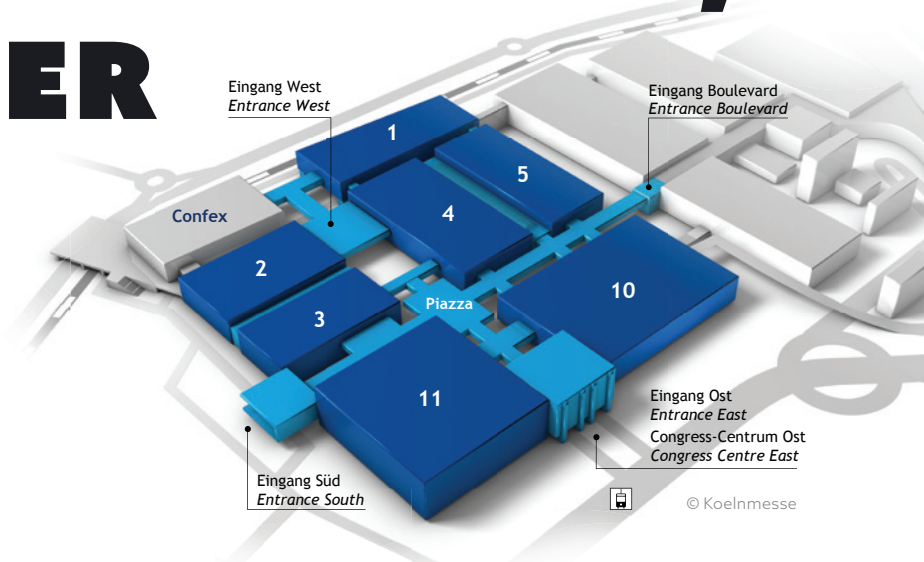 ER
Eingang West
Entrance West
Eingang Boulevard
Entrance Boulevard
1
5
4
Confex
2
10
Piazza
3
11
Eingang Ost
Entrance East
Congress-Centrum Ost
Congress Centre East
Eingang Süd
Entrance South
© Koelnmesse